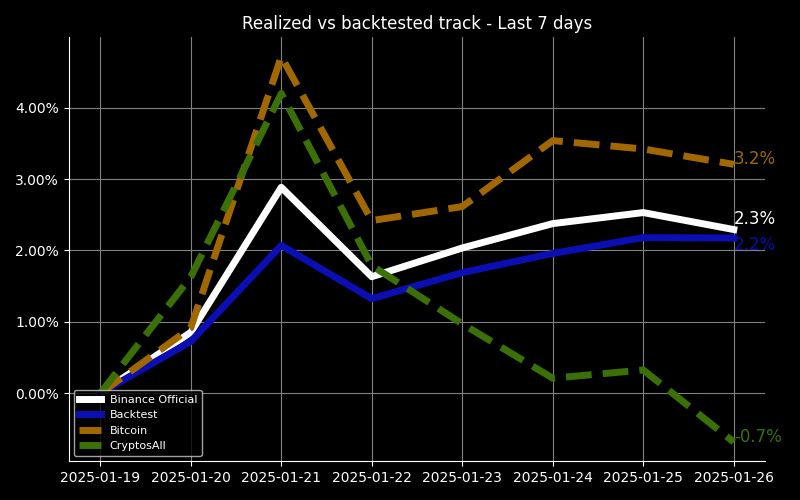 Realized vs backtested track - Last 7 days
4.00%
3.00%
2.00%
1.00%
0.00%
3.2%
2.3%
2.2%
-0.7%
Binance Official
Backtest
Bitcoin
CryptosAll
2025-01-19 2025-01-20 2025-01-21 2025-01-22 2025-01-23 2025-01-24 2025-01-25 2025-01-26